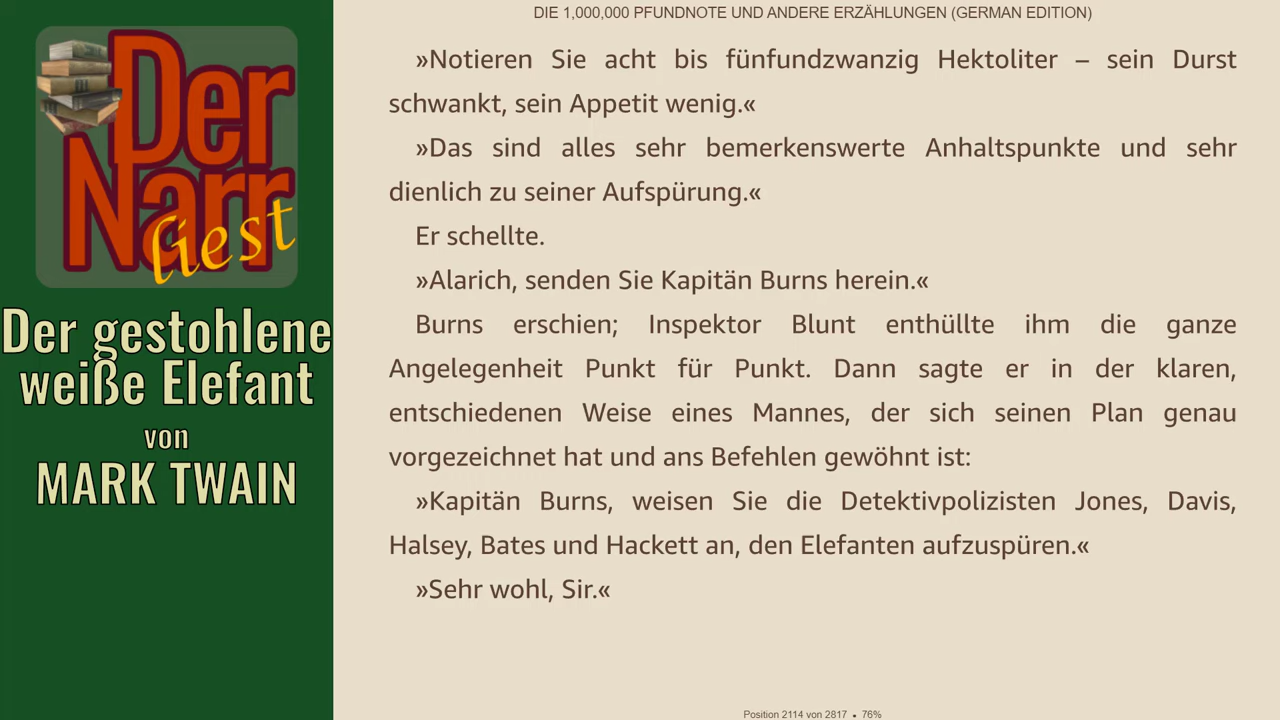 Der
Narr
liest
Der gestohlene
weiße Elefant
von
MARK TWAIN
DIE 1,000,000 PFUNDNOTE UND ANDERE ERZÄHLUNGEN (GERMAN EDITION)
»Notieren Sie acht bis fünfundzwanzig Hektoliter – sein Durst
schwankt, sein Appetit wenig.«
»Das sind alles sehr bemerkenswerte Anhaltspunkte und sehr
dienlich zu seiner Aufspürung.«
Er schellte.
»Alarich, senden Sie Kapitän Burns herein.«
Burns erschien; Inspektor Blunt enthüllte ihm die ganze
Angelegenheit Punkt für Punkt. Dann sagte er in der klaren,
entschiedenen Weise eines Mannes, der sich seinen Plan genau
vorgezeichnet hat und ans Befehlen gewöhnt ist:
»Kapitän Burns, weisen Sie die Detektivpolizisten Jones, Davis,
Halsey, Bates und Hackett an, den Elefanten aufzuspüren.«
»Sehr wohl, Sir.«
Position 2114 von 2817 • 76%